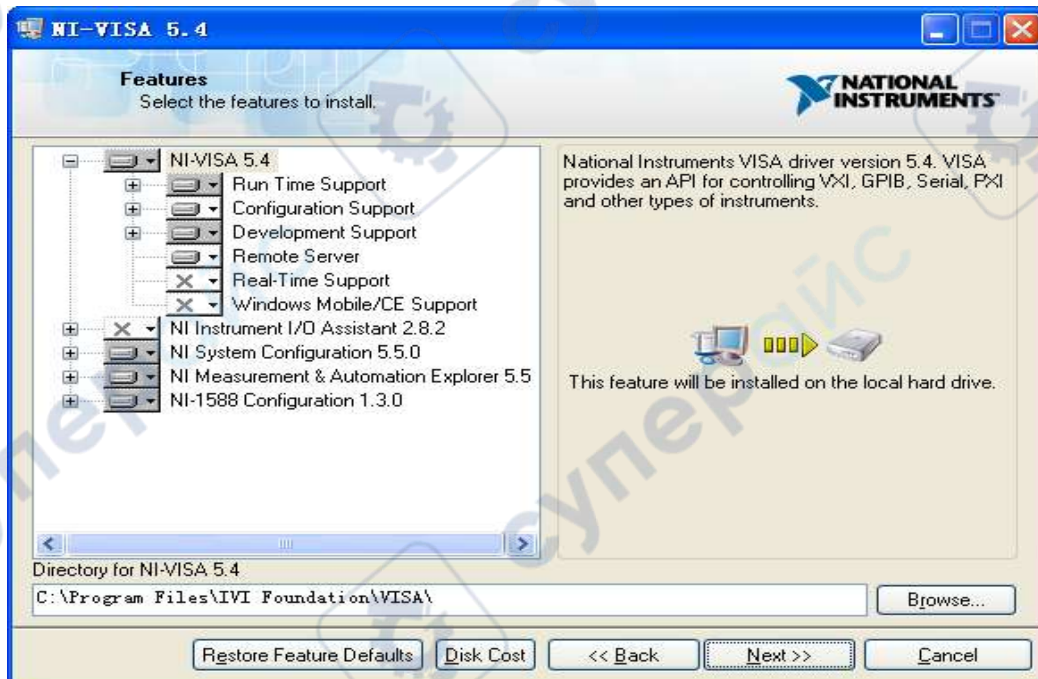 NI-VISA 5.4
Features
Select the features to install.
NATIONAL
INSTRUMENTS
NI-VISA 5.4
Run Time Support
Configuration Support
Development Support
Remote Server
Real-Time Support
Windows Mobile/CE Support
NI Instrument I/O Assistant 2.8.2
NI System Configuration 5.5.0
NI Measurement & Automation Explorer 5.5
NI-1588 Configuration 1.3.0
National Instruments VISA driver version 5.4. VISA
provides an API for controlling VXI, GPIB, Serial, PXI
and other types of instruments.
This feature will be installed on the local hard drive.
Directory for NI-VISA 5.4
C:\Program Files\IVI Foundation\VISA\
Browse...
Restore Feature Defaults
Disk Cost
<< Back
Next >>
Cancel
суперайс